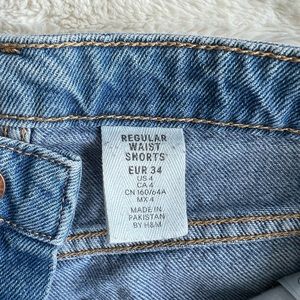 REGULAR
WAIST
SHORTS
EUR 34
US 4
CA 4
CN 160/64A
MX 4
MADE IN
PAKISTAN
BY H&M